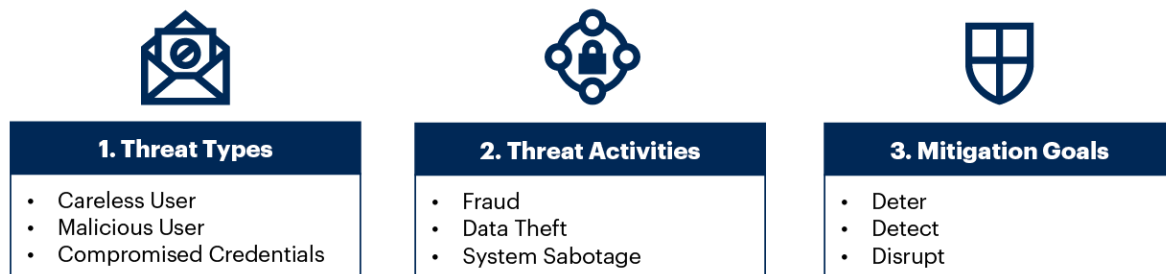 1. Threat Types
• Careless User
• Malicious User
• Compromised Credentials
2. Threat Activities
• Fraud
• Data Theft
• System Sabotage
3. Mitigation Goals
• Deter
• Detect
• Disrupt